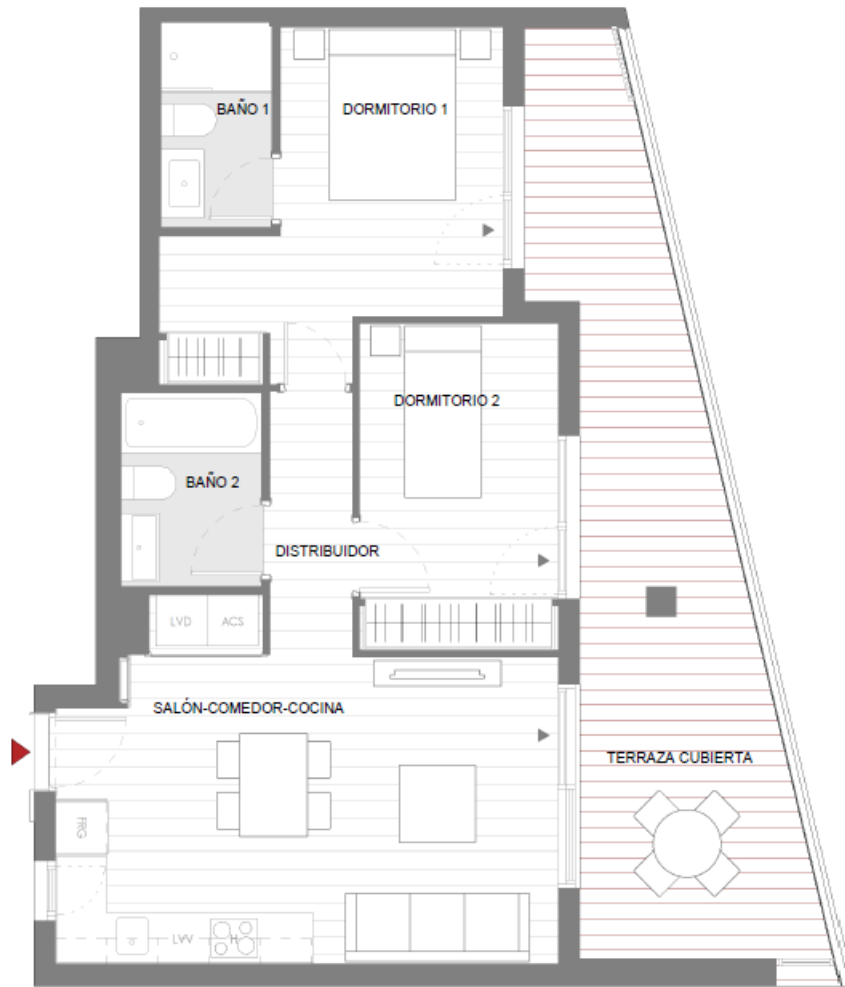 BAÑO 1
DORMITORIO 1
DORMITORIO 2
BAÑO 2
DISTRIBUIDOR
LVD
ACS
SALÓN-COMEDOR-COCINA
TERRAZA CUBIERTA
FRG
LVV
H